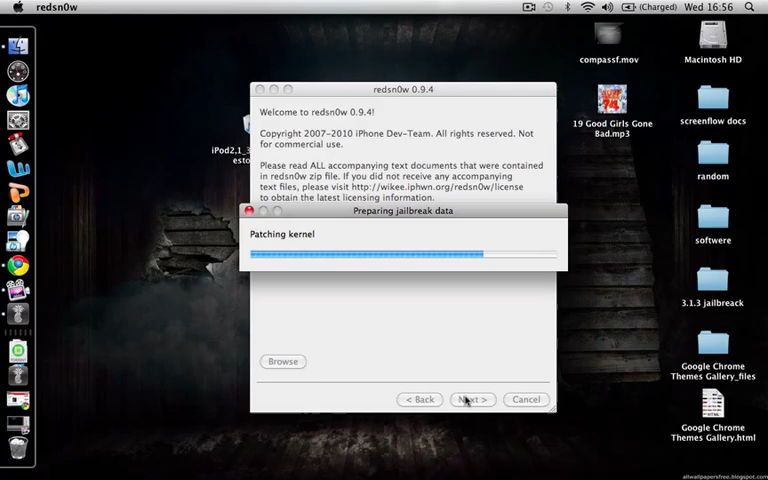 redsn0w
(Charged) Wed 16:56
compassf.mov
Macintosh HD
19 Good Girls Gone
Bad.mp3
screenflow docs
random
softwere
3.1.3 jailbreack
Google Chrome
Themes Gallery_files
Google Chrome
Themes Gallery.html
iPod2,1_3
esto
redsn0w 0.9.4
Welcome to redsn0w 0.9.4!
Copyright 2007-2010 iPhone Dev-Team. All rights reserved. Not
for commercial use.
Please read ALL accompanying text documents that were contained
in redsn0w zip file. If you did not receive any accompanying
text files, please visit http://wikee.iphwn.org/redsn0w/license
to obtain the latest licensing information.
Preparing jailbreak data
Patching kernel
Browse
< Back
Next >
Cancel
allwallpapersfree.blogspot.com